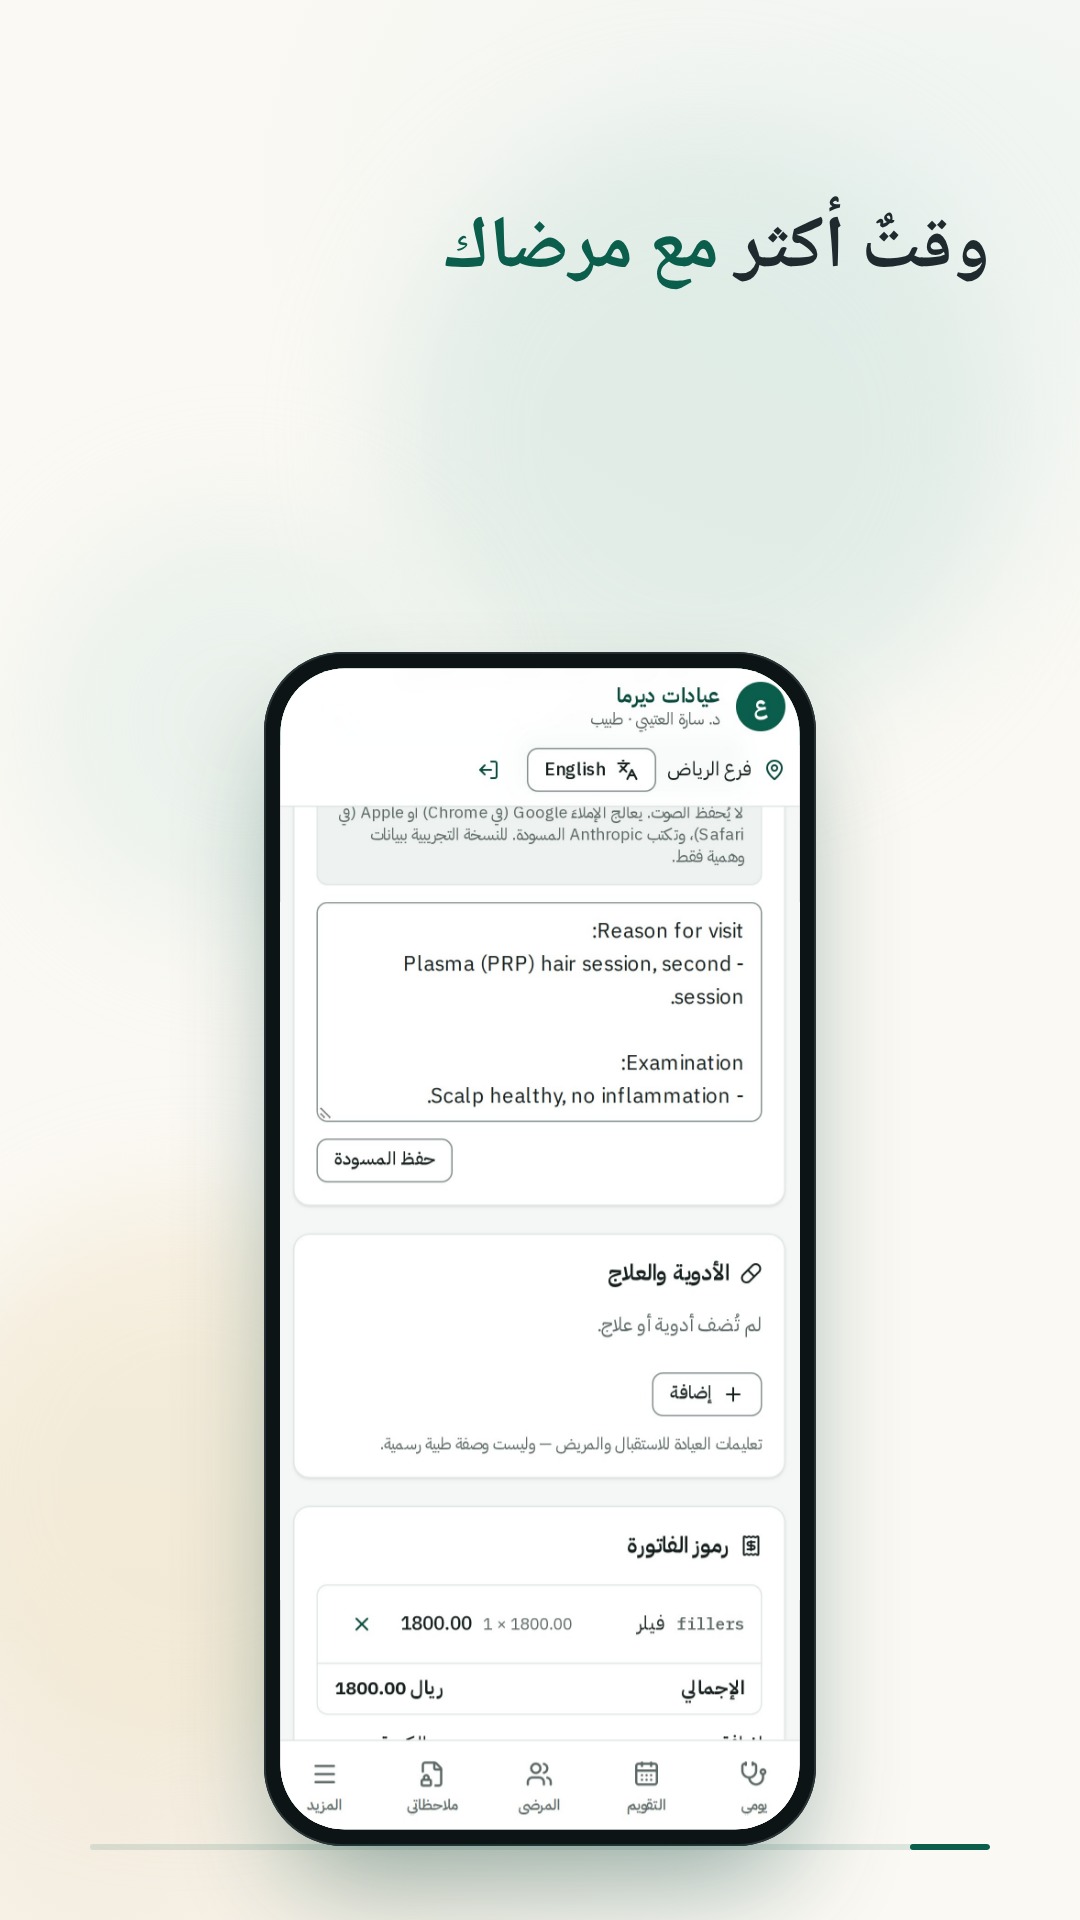 وقتٌ أكثر مع مرضاك
ع
عيادات ديرما
د. سارة العتيبي · طبيب
فرع الرياض
English
لا يُحفظ الصوت. يعالج الإملاء Google (في Chrome) أو Apple (في
Safari)، وتكتب Anthropic المسودة. للنسخة التجريبية ببيانات
وهمية فقط.
Reason for visit:
- Plasma (PRP) hair session, second
session.
Examination:
- Scalp healthy, no inflammation.
حفظ المسودة
الأدوية والعلاج
لم تُضف أدوية أو علاج.
+ إضافة
تعليمات العيادة للاستقبال والمريض — وليست وصفة طبية رسمية.
رموز الفاتورة
fillers فيلر 1 × 1800.00 1800.00
الإجمالي 1800.00 ريال
يومي
التقويم
المرضى
ملاحظاتي
المزيد